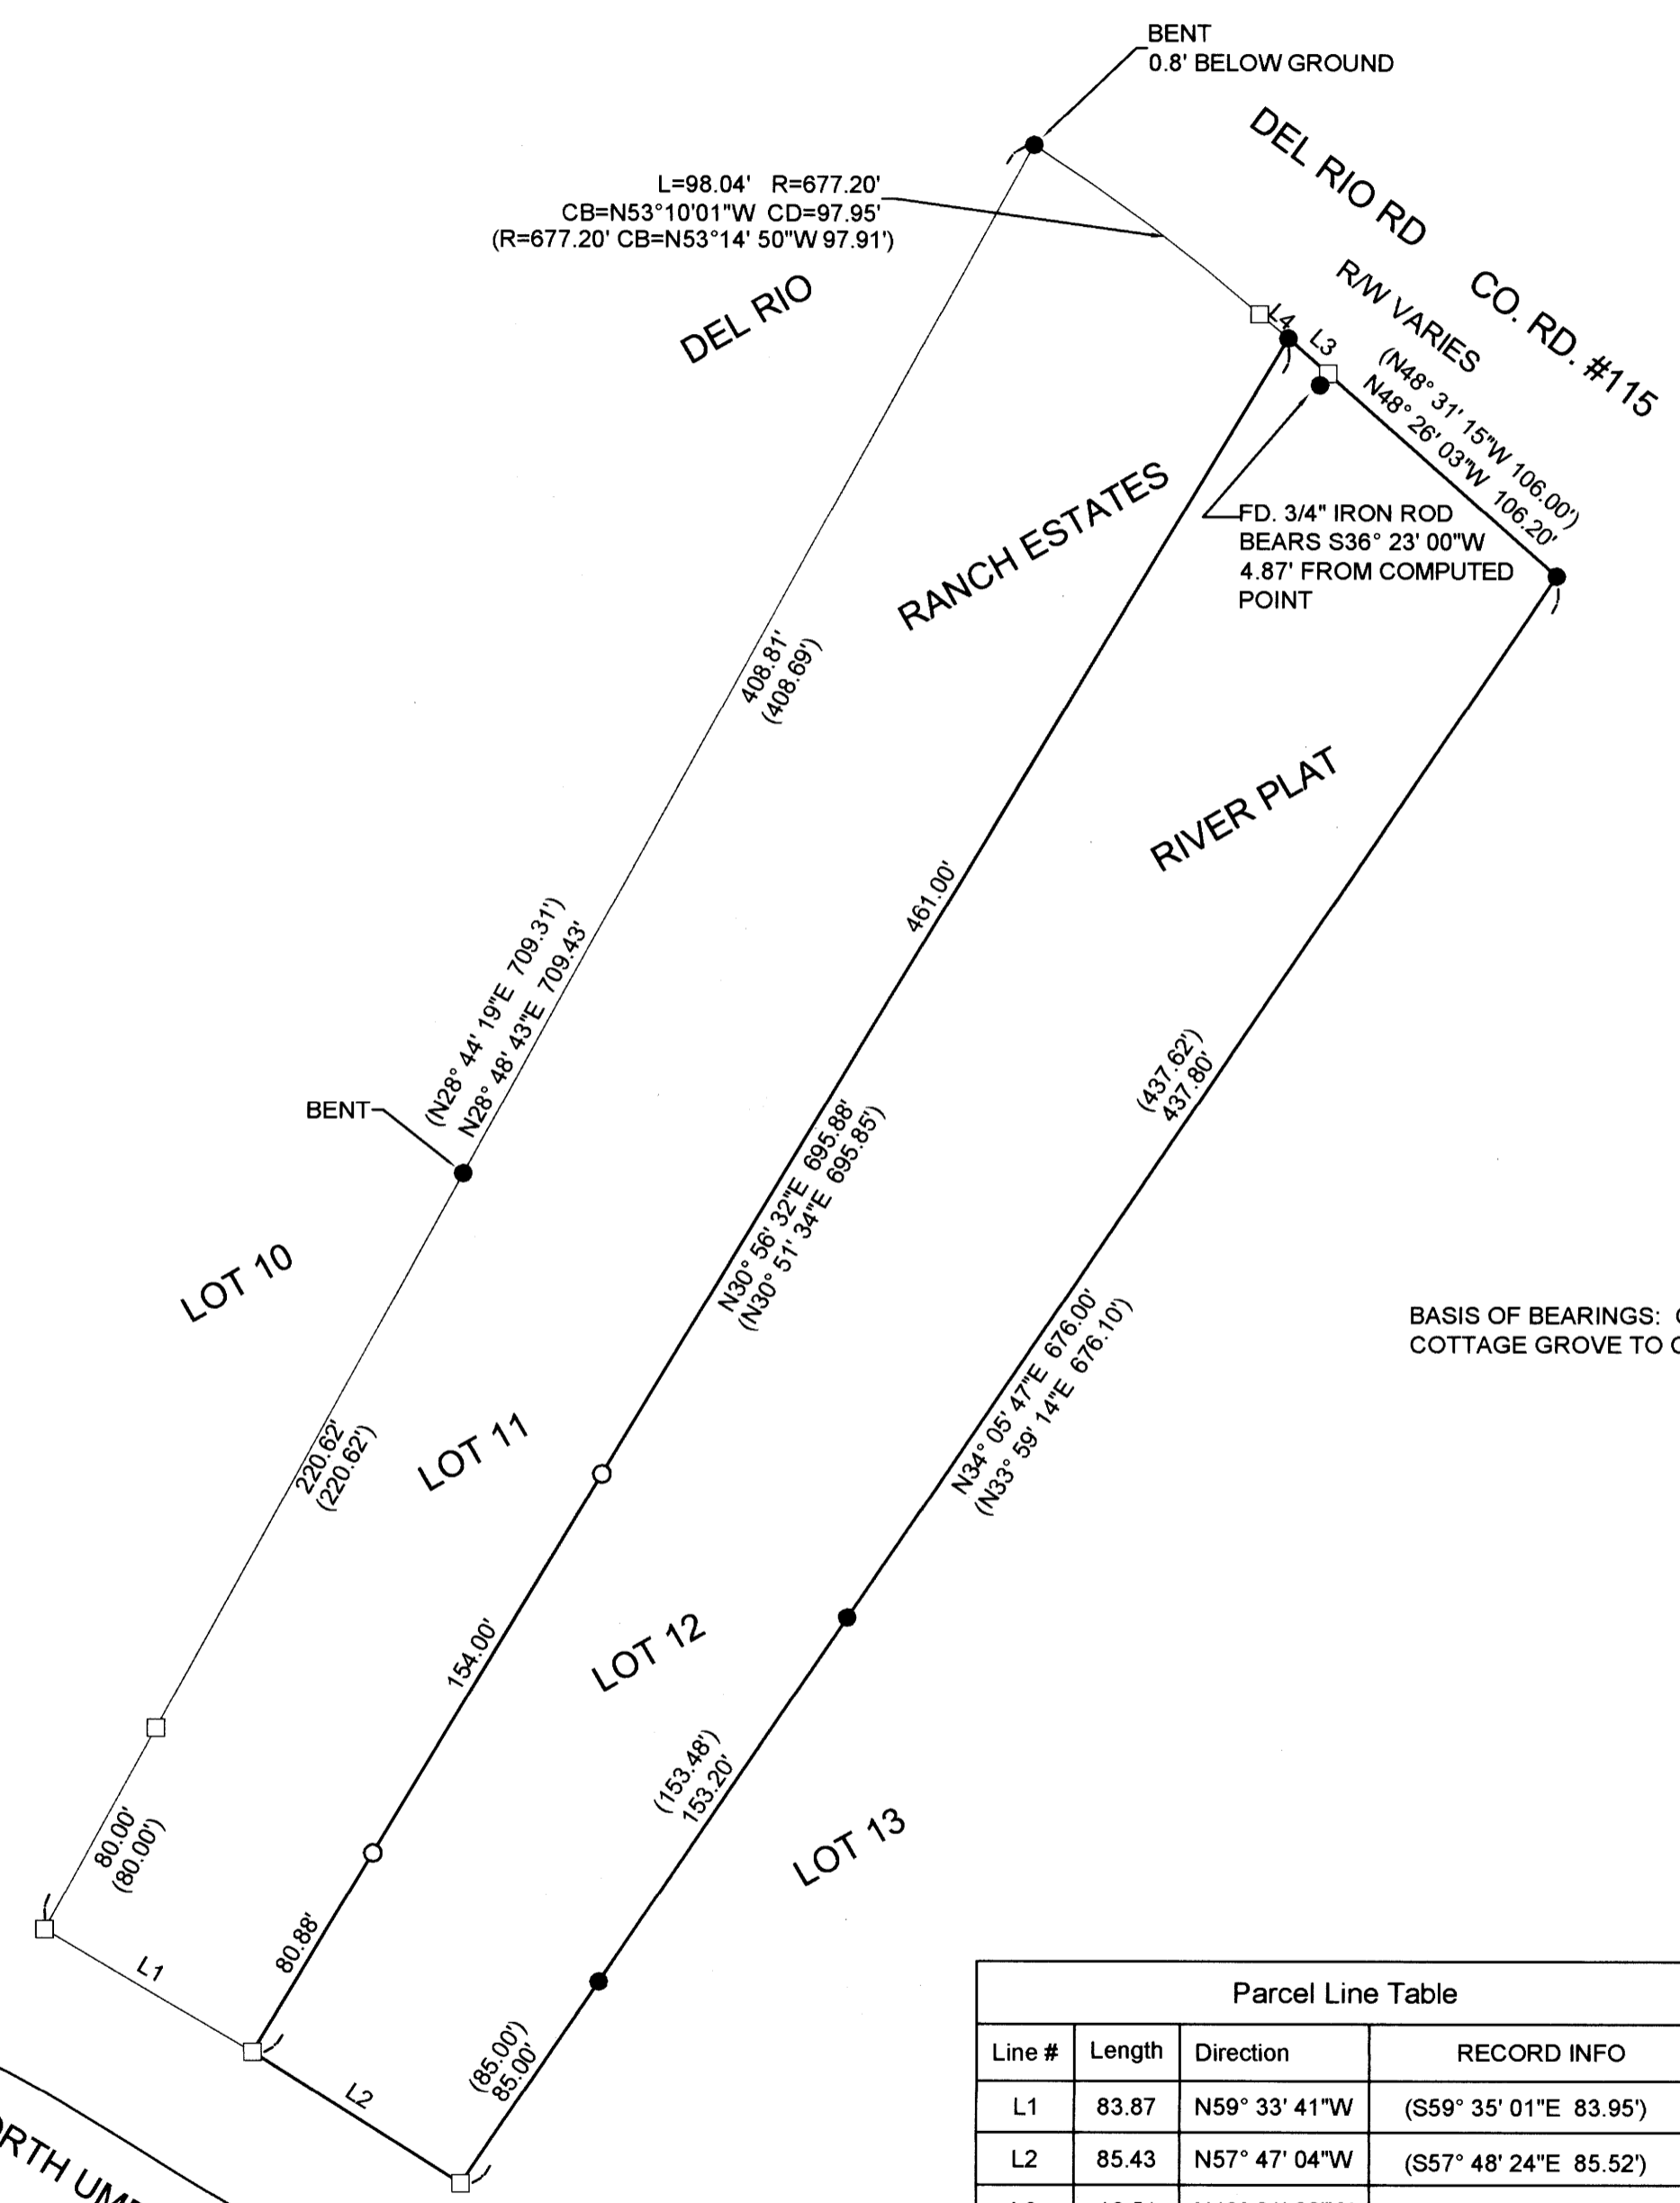 BENT
0.8' BELOW GROUND
DEL RIO RD
CO. RD. #115
R/W VARIES
L=98.04' R=677.20'
CB=N53°10'01"W CD=97.95'
(R=677.20' CB=N53°14' 50"W 97.91')
DEL RIO
L4
L3
(N48° 31' 15"W 106.00')
N48° 26' 03"W 106.20'
RANCH ESTATES
FD. 3/4" IRON ROD
BEARS S36° 23' 00"W
4.87' FROM COMPUTED
POINT
408.81'
(408.69')
RIVER PLAT
461.00'
(N28° 44' 19"E 709.31')
N28° 48' 43"E 709.43'
BENT
(437.62')
437.80'
N30° 56' 32"E 695.88'
(N30° 51' 34"E 695.85')
LOT 10
N34° 05' 47"E 676.00'
(N33° 59' 14"E 676.10')
BASIS OF BEARINGS:
COTTAGE GROVE TO
220.62'
(220.62')
LOT 11
154.00'
LOT 12
(153.48')
153.20'
LOT 13
80.00'
(80.00')
80.88'
L1
(85.00')
85.00'
L2
Parcel Line Table
Line # Length Direction RECORD INFO
L1 83.87 N59° 33' 41"W (S59° 35' 01"E 83.95')
L2 85.43 N57° 47' 04"W (S57° 48' 24"E 85.52')